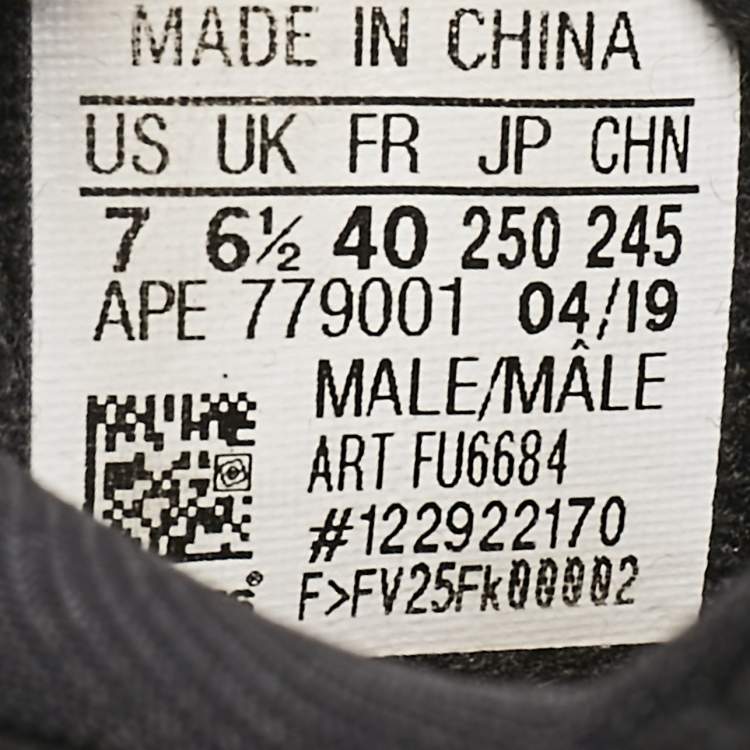 MADE IN CHINA
US UK FR JP CHN
7 6½ 40 250 245
APE 779001 04/19
MALE/MÂLE
ART FU6684
#122922170
F>FV25Fk00002